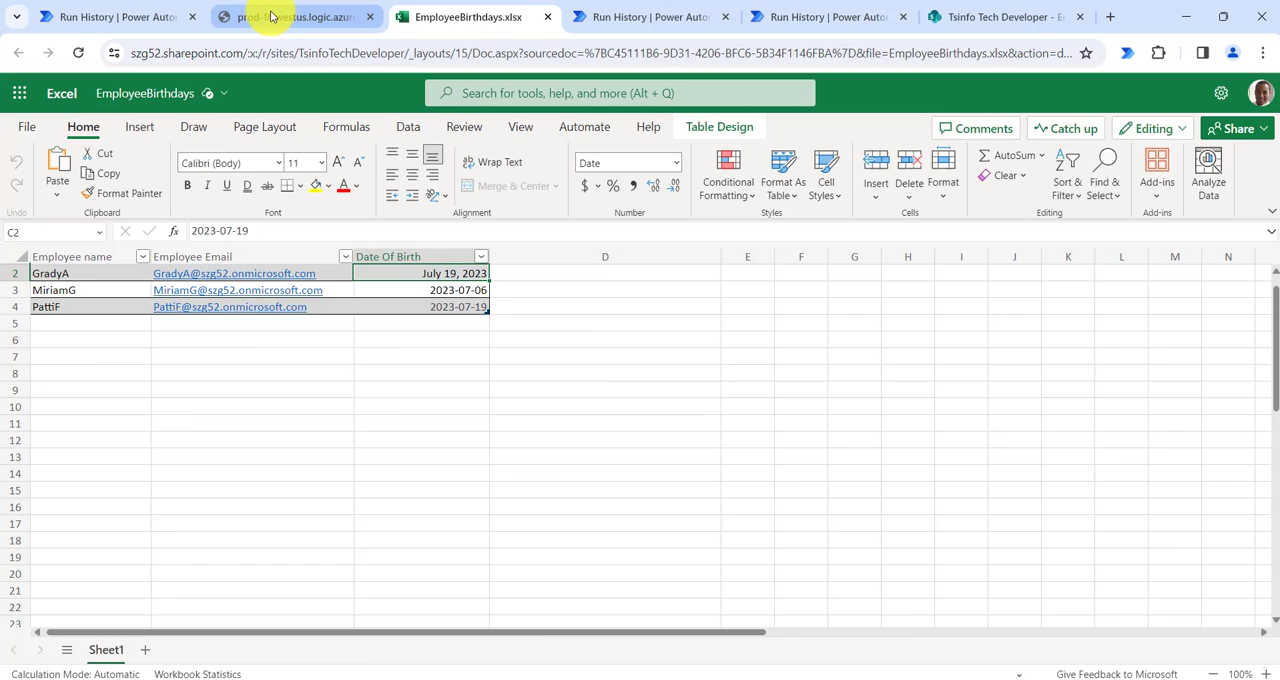 Run History | Power Auto
prod-
westus.logic.azur
EmployeeBirthdays.xlsx
Run History | Power Auto
Run History | Power Auto
Tsinfo Tech Developer - E
szg52.sharepoint.com/:x:/r/sites/TsinfoTechDeveloper/_layouts/15/Doc.aspx?sourcedoc=%7BC45111B6-9D31-4206-BFC6-5B34F1146FBA%7D&file=EmployeeBirthdays.xlsx&action=d...
Excel EmployeeBirthdays
Search for tools, help, and more (Alt + Q)
File Home Insert Draw Page Layout Formulas Data Review View Automate Help Table Design Comments Catch up Editing Share
Paste Cut Copy Format Painter
Calibri (Body) 11
B I U ab A
Wrap Text
Merge & Center
Date
$ %
Conditional Formatting Format As Table Styles
Insert Delete Format
AutoSum
Clear
Sort & Filter Find & Select
Add-ins
Analyze Data
Undo Clipboard Font Alignment Number Styles Cells Editing Add-ins
C2 fx 2023-07-19
Employee name Employee Email Date Of Birth D E F G H I J K L M N
2 GradyA GradyA@szg52.onmicrosoft.com July 19, 2023
3 MiriamG MiriamG@szg52.onmicrosoft.com 2023-07-06
4 PattiF PattiF@szg52.onmicrosoft.com 2023-07-19
5
6
7
8
9
10
11
12
13
14
15
16
17
18
19
20
21
22
23
Sheet1
Calculation Mode: Automatic Workbook Statistics Give Feedback to Microsoft 100%